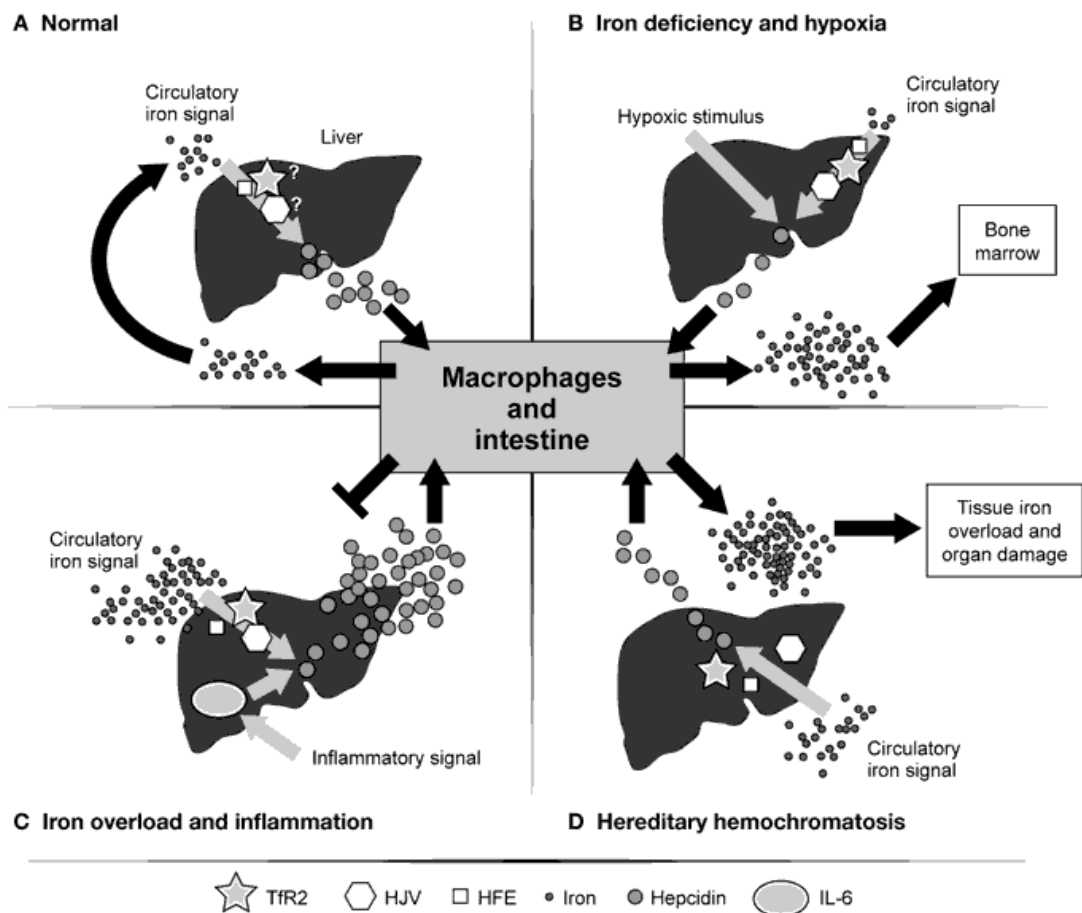 A Normal
Circulatory
iron signal
Liver
?
?
B Iron deficiency and hypoxia
Hypoxic stimulus
Circulatory
iron signal
Bone
marrow
Macrophages
and
intestine
Circulatory
iron signal
Inflammatory signal
C Iron overload and inflammation
Tissue iron
overload and
organ damage
Circulatory
iron signal
D Hereditary hemochromatosis
TfR2 HJV HFE Iron Hepcidin IL-6